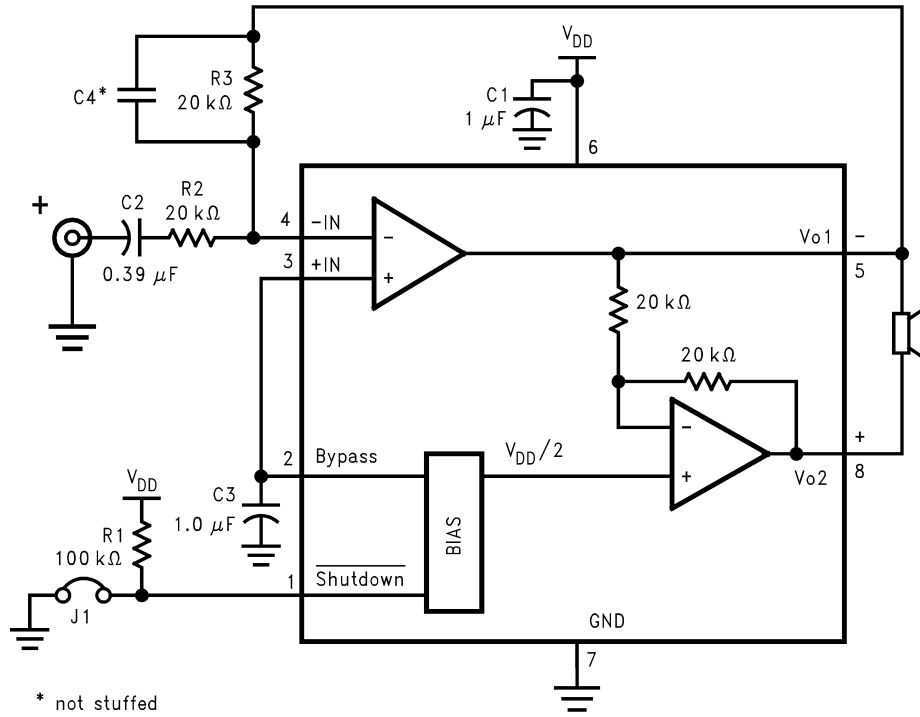 V_DD
R3
C4*
20 kΩ
C1
1 µF
6
+
C2
R2
20 kΩ
0.39 µF
4
-IN
3
+IN
-
+
Vo1
-
5
20 kΩ
20 kΩ
2
Bypass
V_DD/2
-
+
+
8
Vo2
C3
1.0 µF
BIAS
V_DD
R1
100 kΩ
1
Shutdown
J1
GND
7
* not stuffed